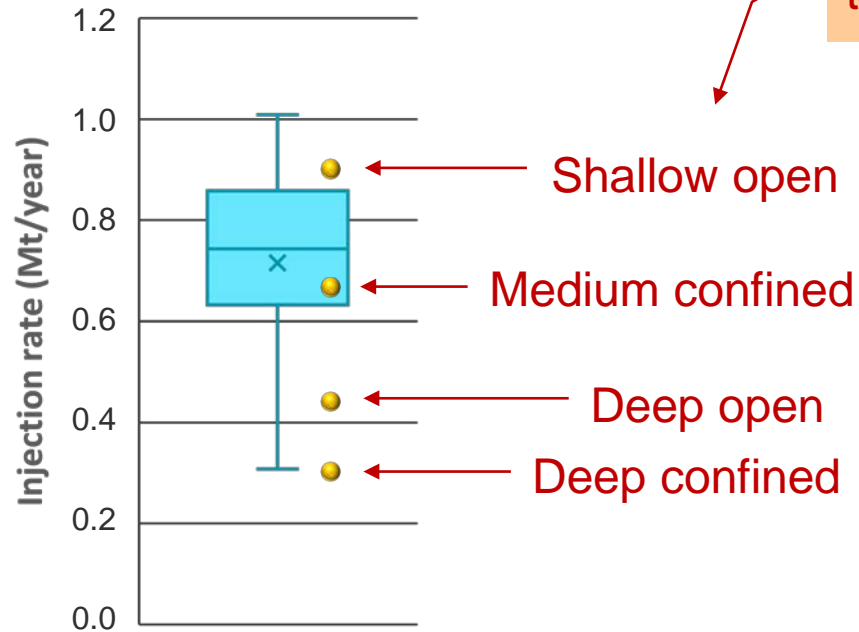 1.2
1.0
0.8
0.6
0.4
0.2
0.0
Injection rate (Mt/year)
Shallow open
Medium confined
Deep open
Deep confined